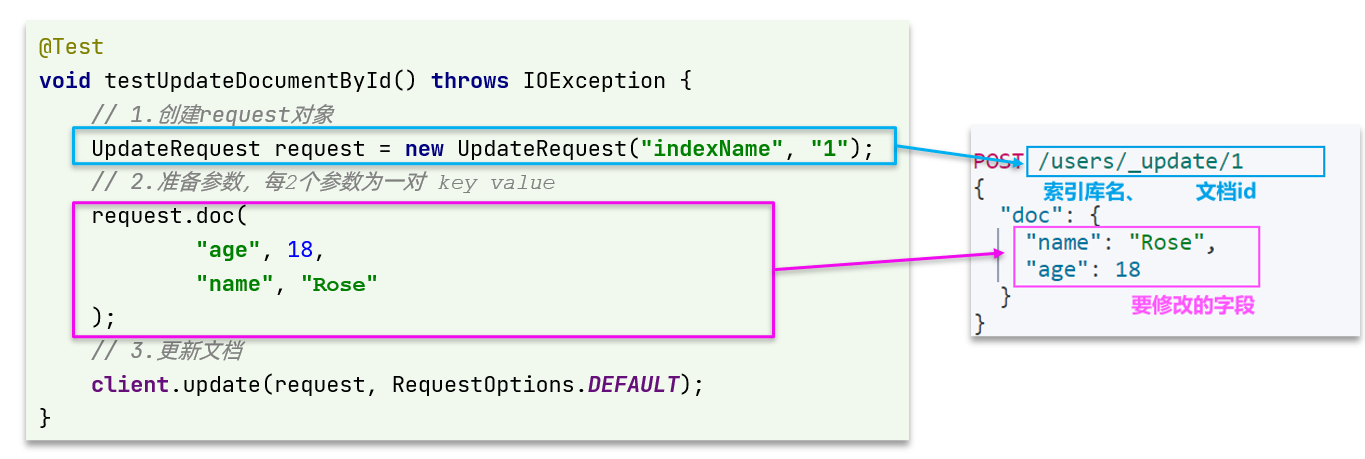 @Test
void testUpdateDocumentById() throws IOException {
// 1.创建request对象
UpdateRequest request = new UpdateRequest("indexName", "1");
// 2.准备参数，每2个参数为一对 key value
request.doc(
"age", 18,
"name", "Rose"
);
// 3.更新文档
client.update(request, RequestOptions.DEFAULT);
}
POST /users/_update/1
{ 索引库名、 文档id
"doc": {
"name": "Rose",
"age": 18
}
要修改的字段
}